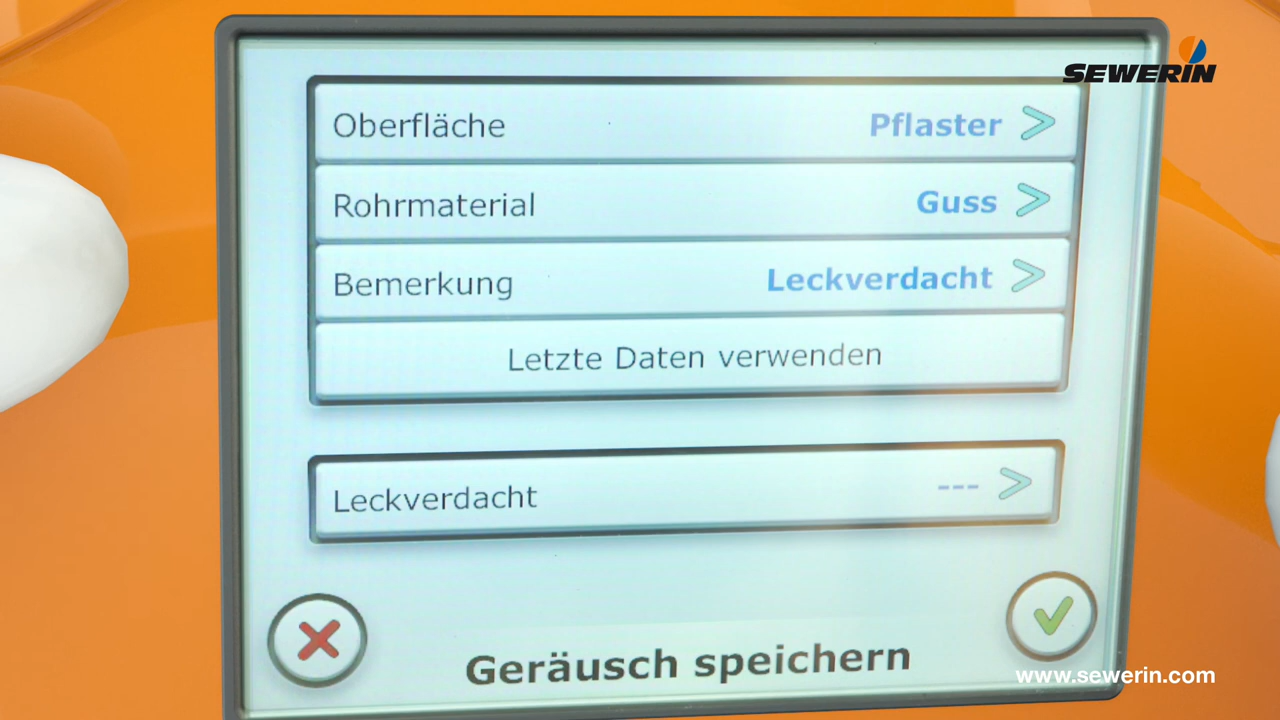 SEWERIN
Oberfläche Pflaster >
Rohrmaterial Guss >
Bemerkung Leckverdacht >
Letzte Daten verwenden
Leckverdacht --- >
Geräusch speichern
www.sewerin.com